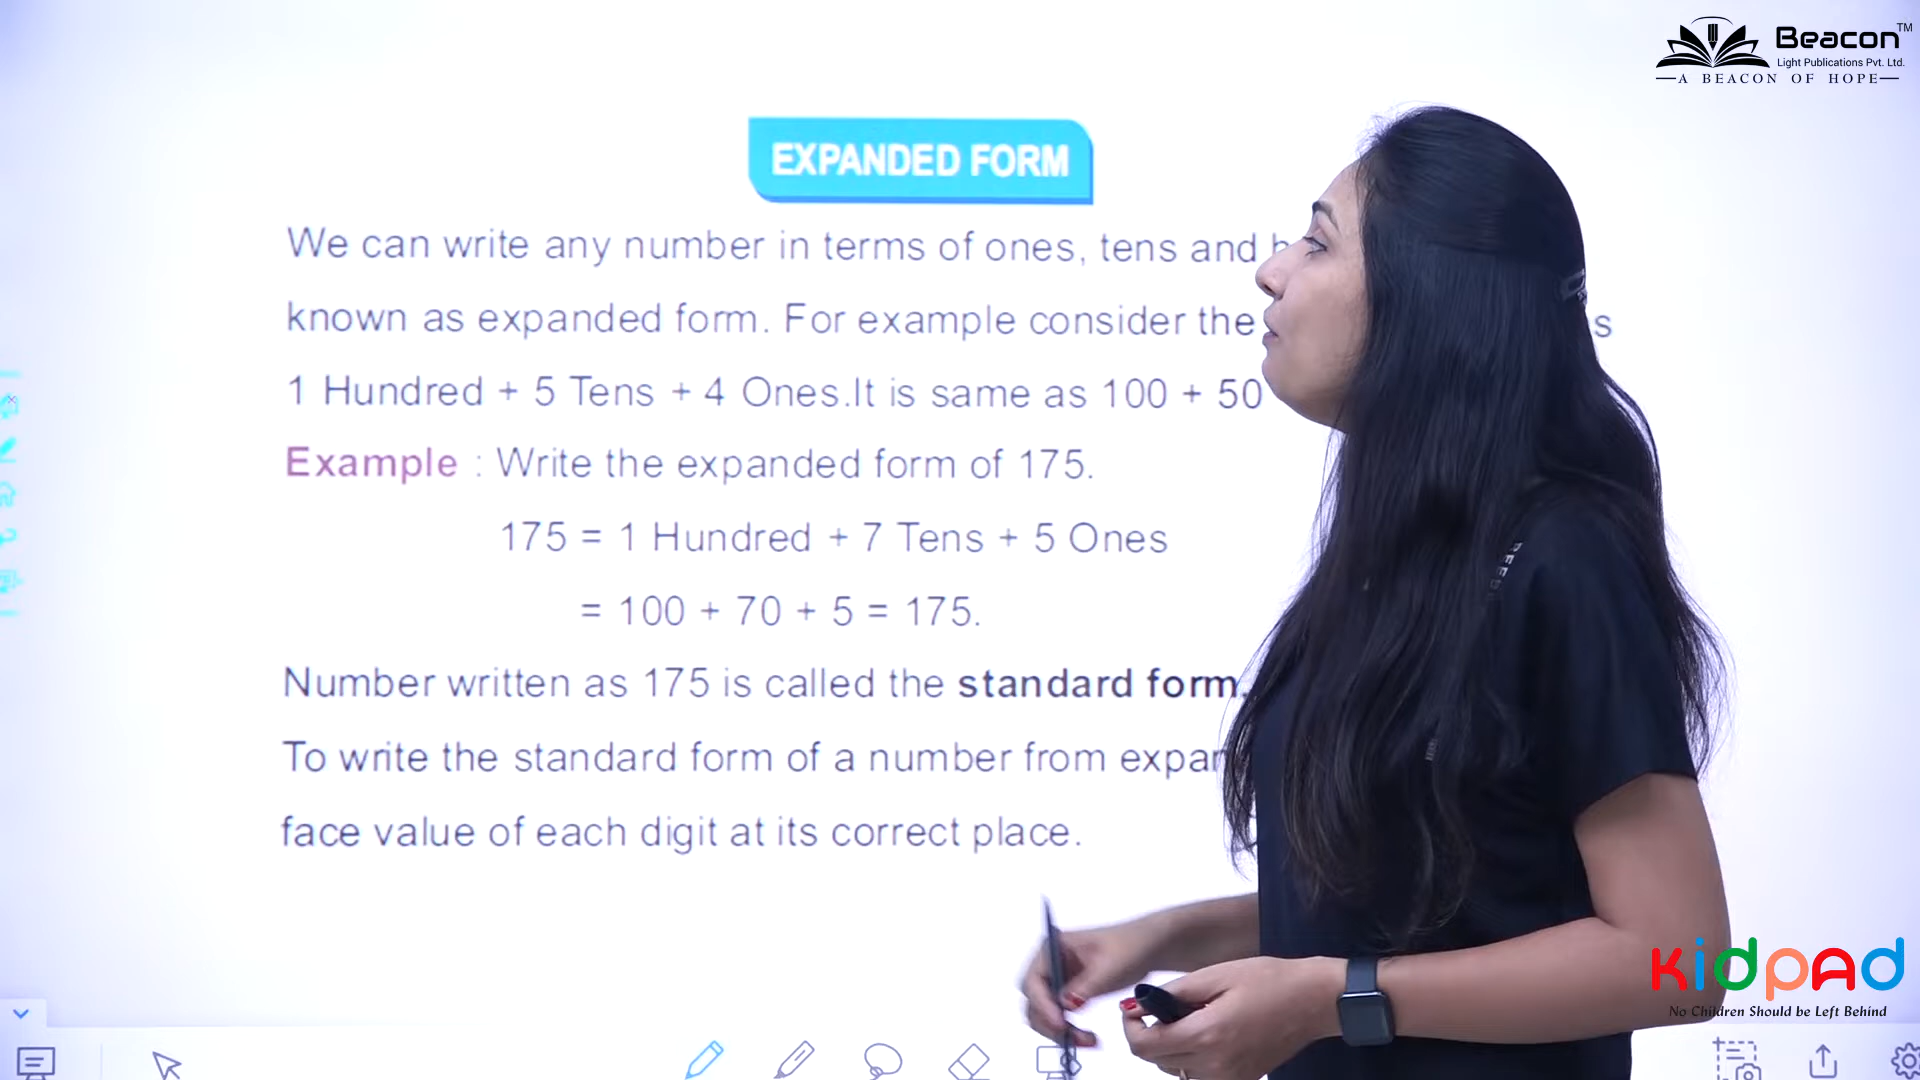 Beacon™
Light Publications Pvt. Ltd.
A BEACON OF HOPE
EXPANDED FORM
We can write any number in terms of ones, tens and
known as expanded form. For example consider the
1 Hundred + 5 Tens + 4 Ones.It is same as 100 + 50
Example : Write the expanded form of 175.
175 = 1 Hundred + 7 Tens + 5 Ones
= 100 + 70 + 5 = 175.
Number written as 175 is called the standard form.
To write the standard form of a number from
face value of each digit at its correct place.
kidpad
No Children Should be Left Behind